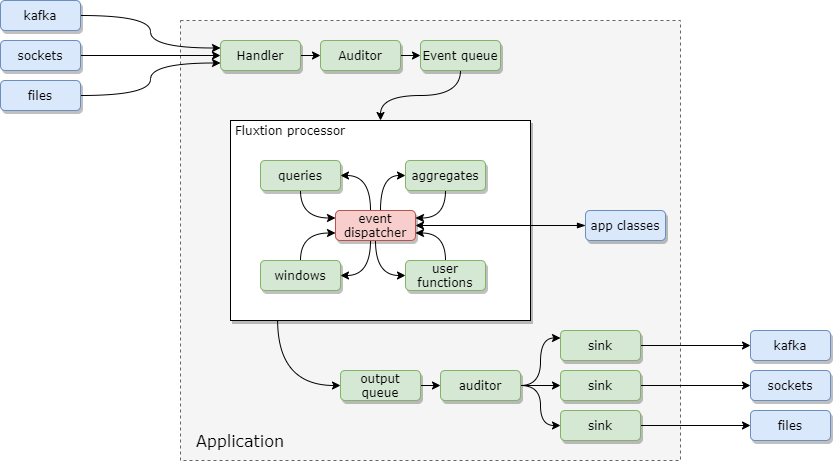 kafka
sockets
files
Handler
Auditor
Event queue
Fluxtion processor
queries
aggregates
event
dispatcher
app classes
windows
user
functions
output
queue
auditor
sink
sink
sink
kafka
sockets
files
Application